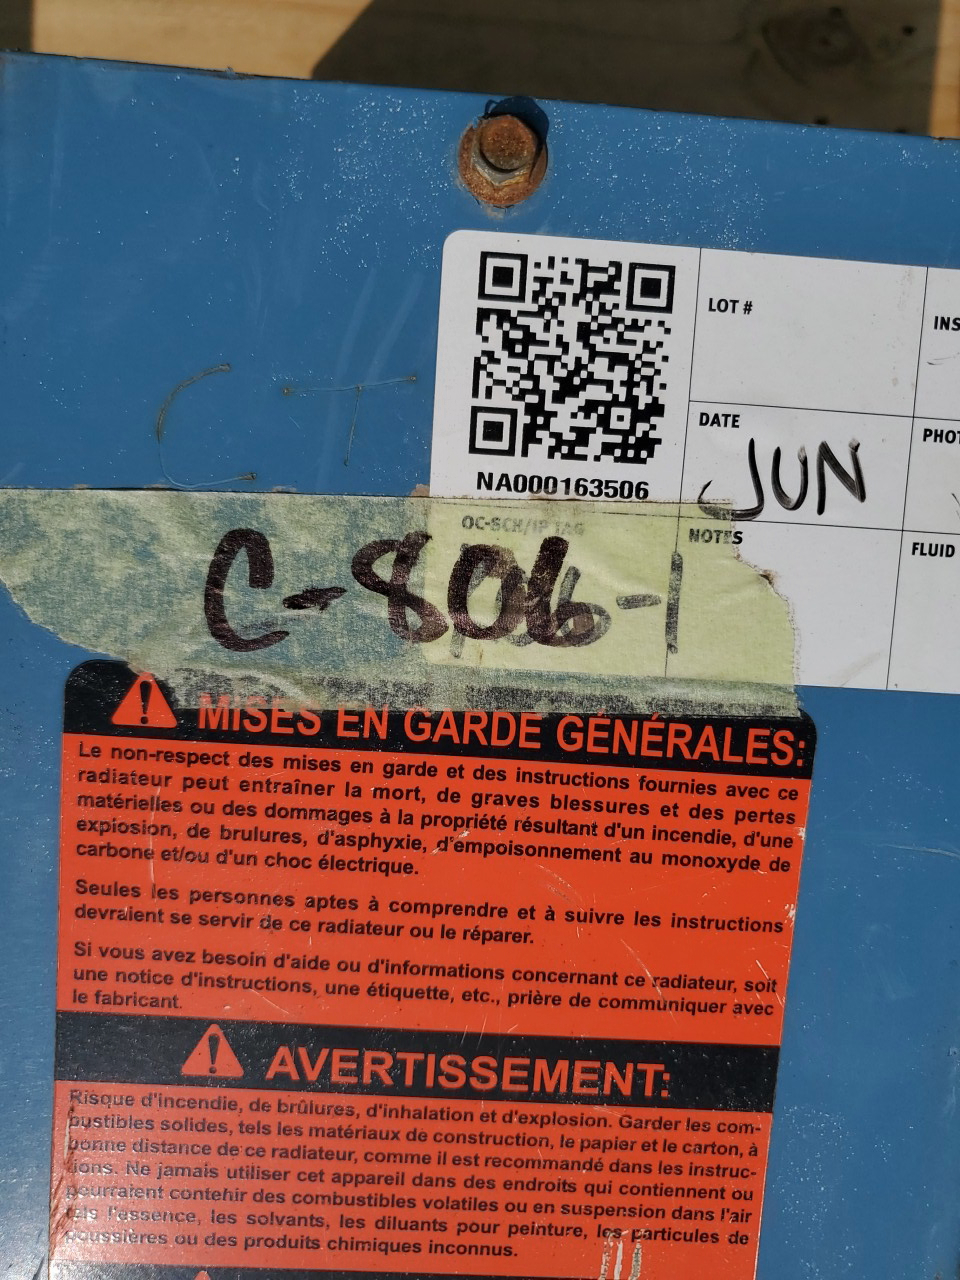 LOT #
INS
DATE
JUN
PHOT
NA000163506
OC-SCH/IP TAG
NOTES
FLUID
C-806
MISES EN GARDE GÉNÉRALES:
Le non-respect des mises en garde et des instructions fournies avec ce
radiateur peut entraîner la mort, de graves blessures et des pertes
matérielles ou des dommages à la propriété résultant d'un incendie, d'une
explosion, de brulures, d'asphyxie, d'empoisonnement au monoxyde de
carbone et/ou d'un choc électrique.
Seules les personnes aptes à comprendre et à suivre les instructions
devraient se servir de ce radiateur ou le réparer.
Si vous avez besoin d'aide ou d'informations concernant ce radiateur, soit
une notice d'instructions, une étiquette, etc., prière de communiquer avec
le fabricant.
AVERTISSEMENT:
Risque d'incendie, de brûlures, d'inhalation et d'explosion. Garder les com-
bustibles solides, tels les matériaux de construction, le papier et le carton, à
bonne distance de ce radiateur, comme il est recommandé dans les instruc-
tions. Ne jamais utiliser cet appareil dans des endroits qui contiennent ou
pourraient contenir des combustibles volatiles ou en suspension dans l'air
tels l'essence, les solvants, les diluants pour peinture, les particules de
poussières ou des produits chimiques inconnus.